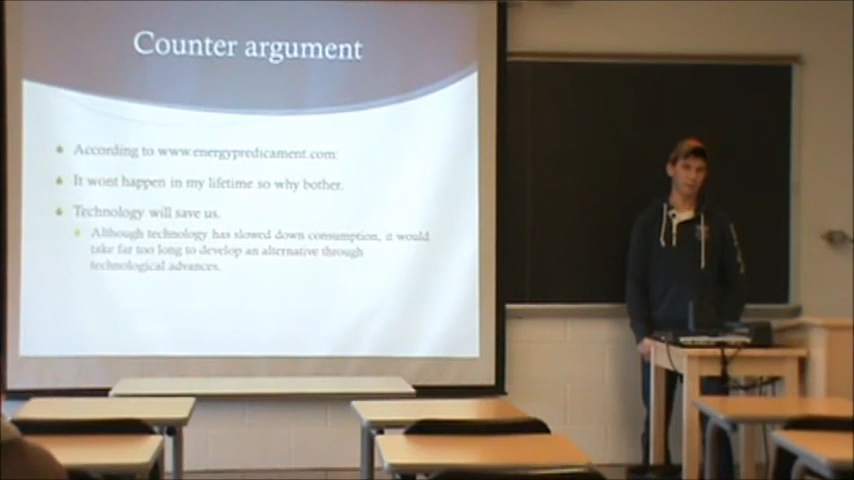 Counter argument
According to www.energypredicament.com:
It wont happen in my lifetime so why bother.
Technology will save us.
Although technology has slowed down consumption, it would
take far too long to develop an alternative through
technological advances.